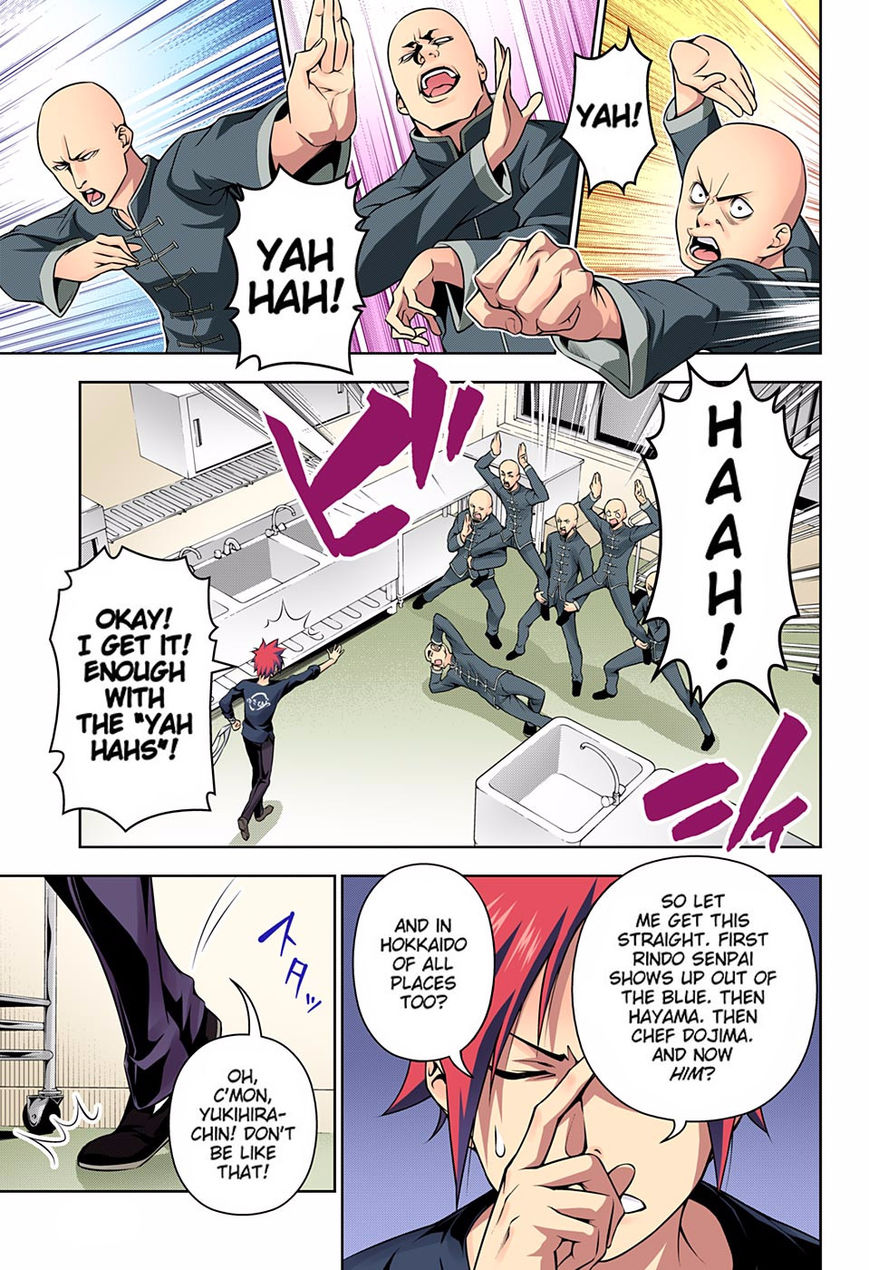 YAH!
YAH
HAH!
HAAH!
ビ
シィ
OKAY!
I GET IT!
ENOUGH
WITH
THE "YAH
HAHS"!
SO LET
ME GET THIS
STRAIGHT. FIRST
RINDO SENPAI
SHOWS UP OUT OF
THE BLUE. THEN
HAYAMA. THEN
CHEF DOJIMA.
AND NOW
HIM?
AND IN
HOKKAIDO
OF ALL
PLACES
TOO?
スタッ
OH,
C'MON,
YUKIHIRA-
CHIN! DON'T
BE LIKE
THAT!